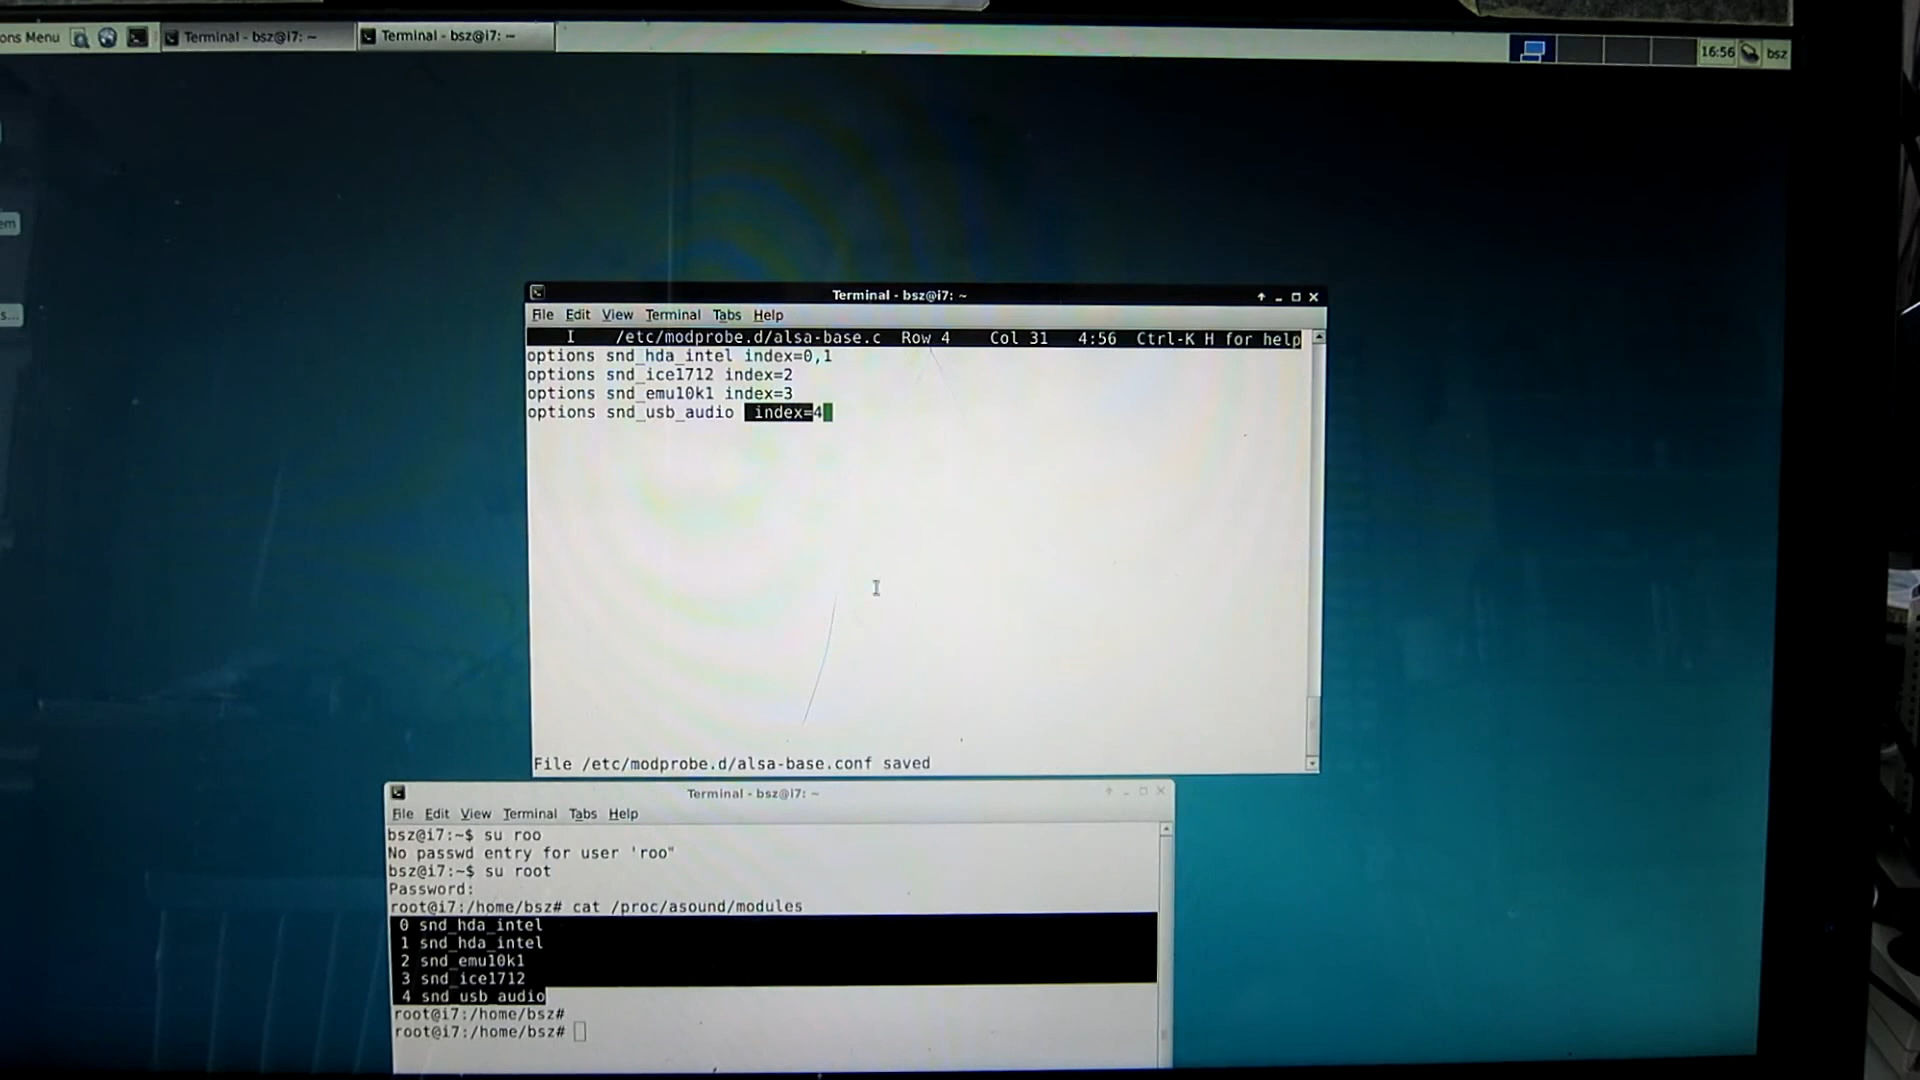 ons Menu Terminal - bsz@i7: ~ Terminal - bsz@i7: ~ 16:56 bsz
em
s...
Terminal - bsz@i7: ~
File Edit View Terminal Tabs Help
I /etc/modprobe.d/alsa-base.c Row 4 Col 31 4:56 Ctrl-K H for help
options snd_hda_intel index=0,1
options snd_ice1712 index=2
options snd_emu10k1 index=3
options snd_usb_audio index=4
File /etc/modprobe.d/alsa-base.conf saved
Terminal - bsz@i7: ~
File Edit View Terminal Tabs Help
bsz@i7:~$ su roo
No passwd entry for user 'roo"
bsz@i7:~$ su root
Password:
root@i7:/home/bsz# cat /proc/asound/modules
0 snd_hda_intel
1 snd_hda_intel
2 snd_emu10k1
3 snd_ice1712
4 snd_usb_audio
root@i7:/home/bsz#
root@i7:/home/bsz#